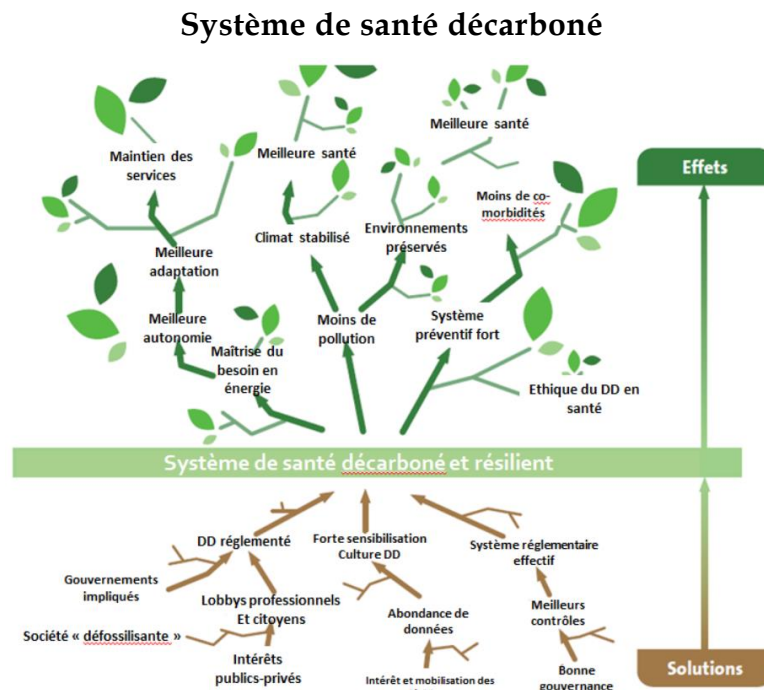 Système de santé décarboné
Meilleure santé
Maintien des
services
Meilleure santé
Effets
Moins de co-
morbidités
Climat stabilisé
Environnements
préservés
Meilleure
adaptation
Meilleure
autonomie
Moins de
pollution
Système
préventif fort
Maîtrise du
besoin en
énergie
Ethique du DD en
santé
Système de santé décarboné et résilient
DD réglementé
Forte sensibilisation
Culture DD
Système réglementaire
effectif
Gouvernements
impliqués
Lobbys professionnels
Et citoyens
Abondance de
données
Meilleurs
contrôles
Société « défossilisante »
Intérêts
publics-privés
Intérêt et mobilisation des
Bonne
gouvernance
Solutions